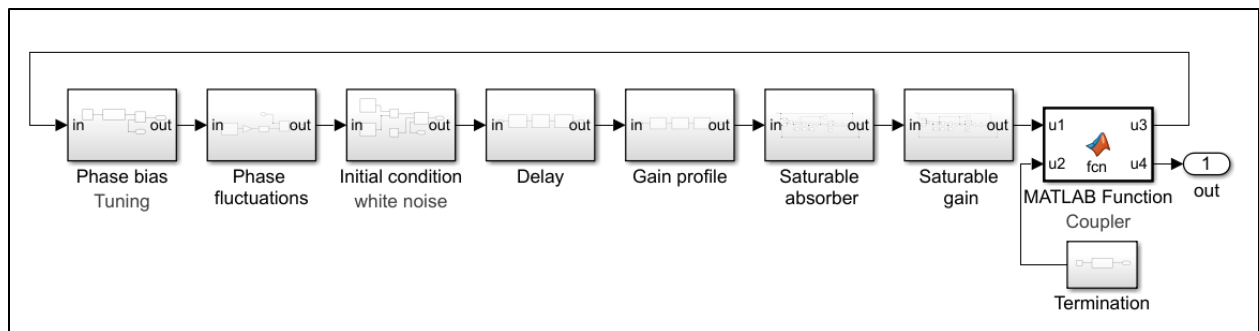 in out in out in out in out in out in out in out u1 u3
u2 fcn u4 1
Phase bias Phase Initial condition Delay Gain profile Saturable Saturable MATLAB Function out
Tuning fluctuations white noise absorber gain Coupler
Termination